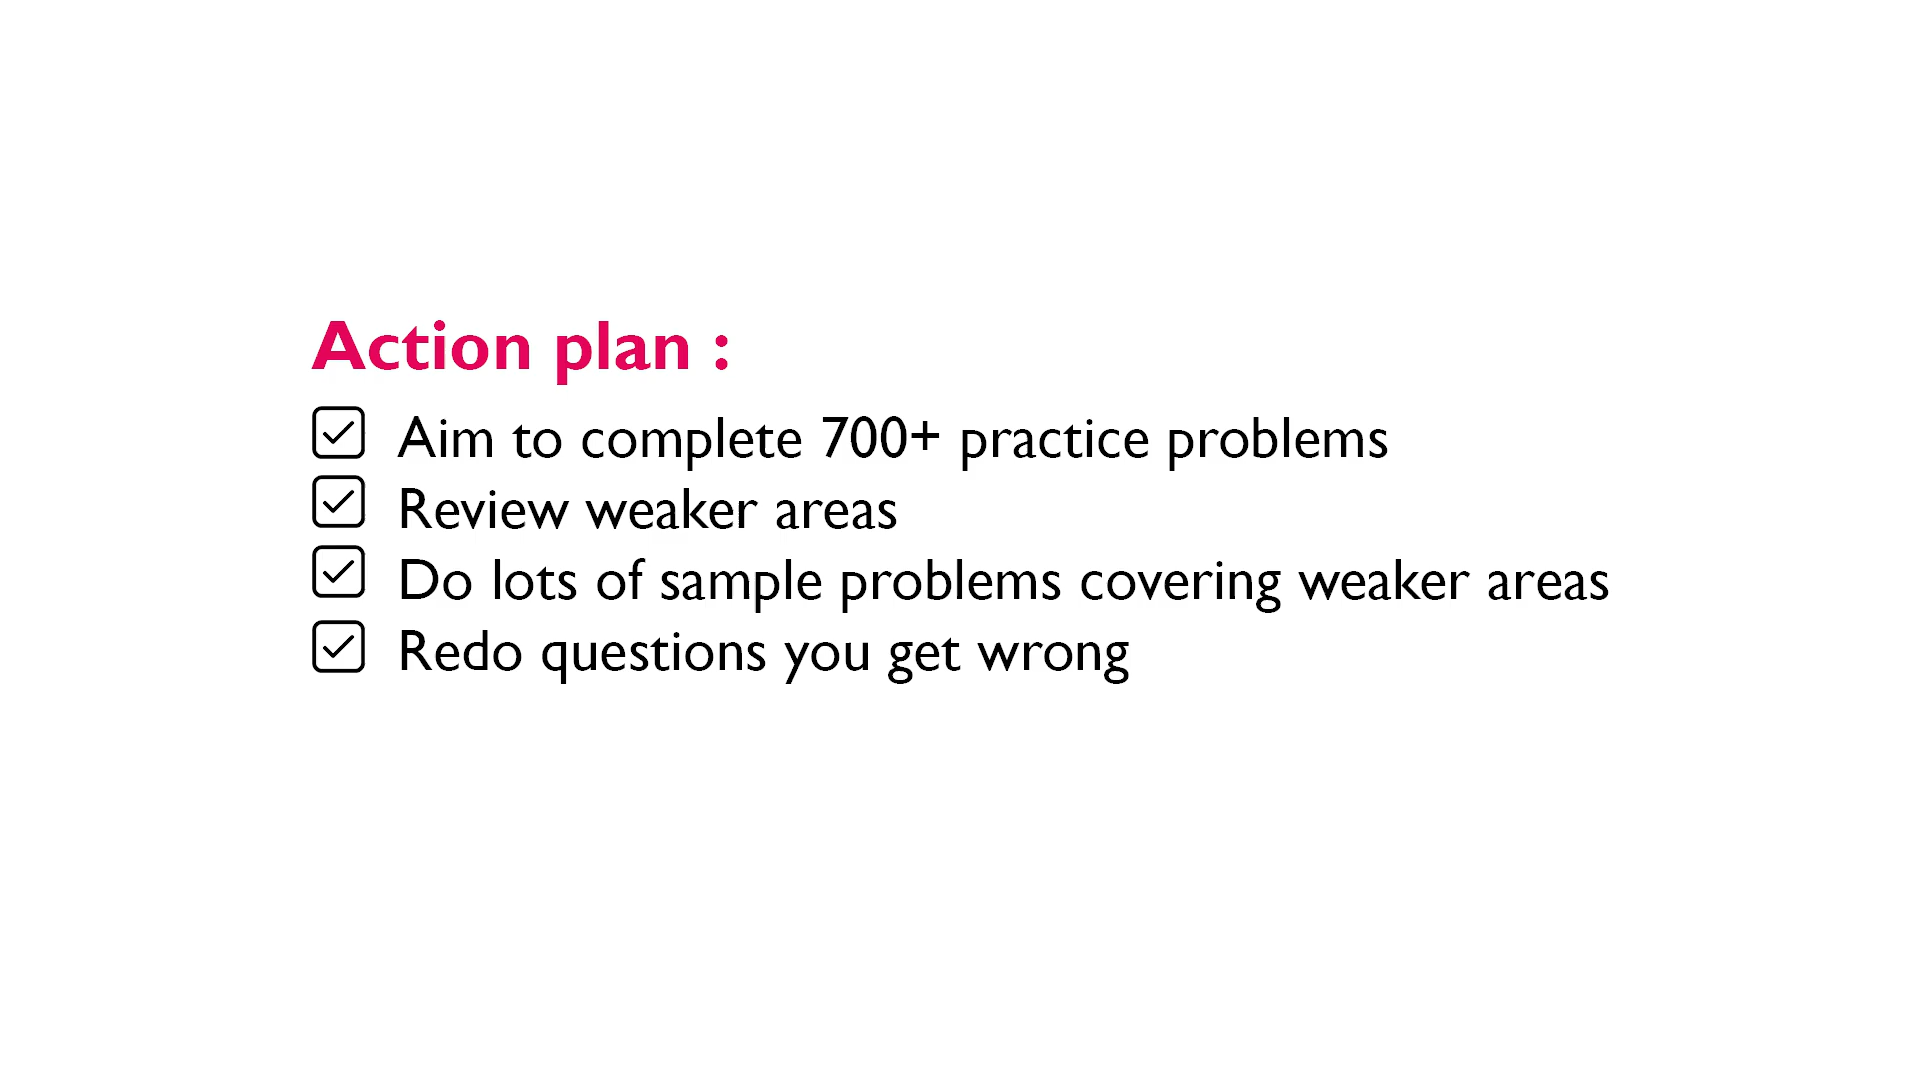 Action plan :
Aim to complete 700+ practice problems
Review weaker areas
Do lots of sample problems covering weaker areas
Redo questions you get wrong